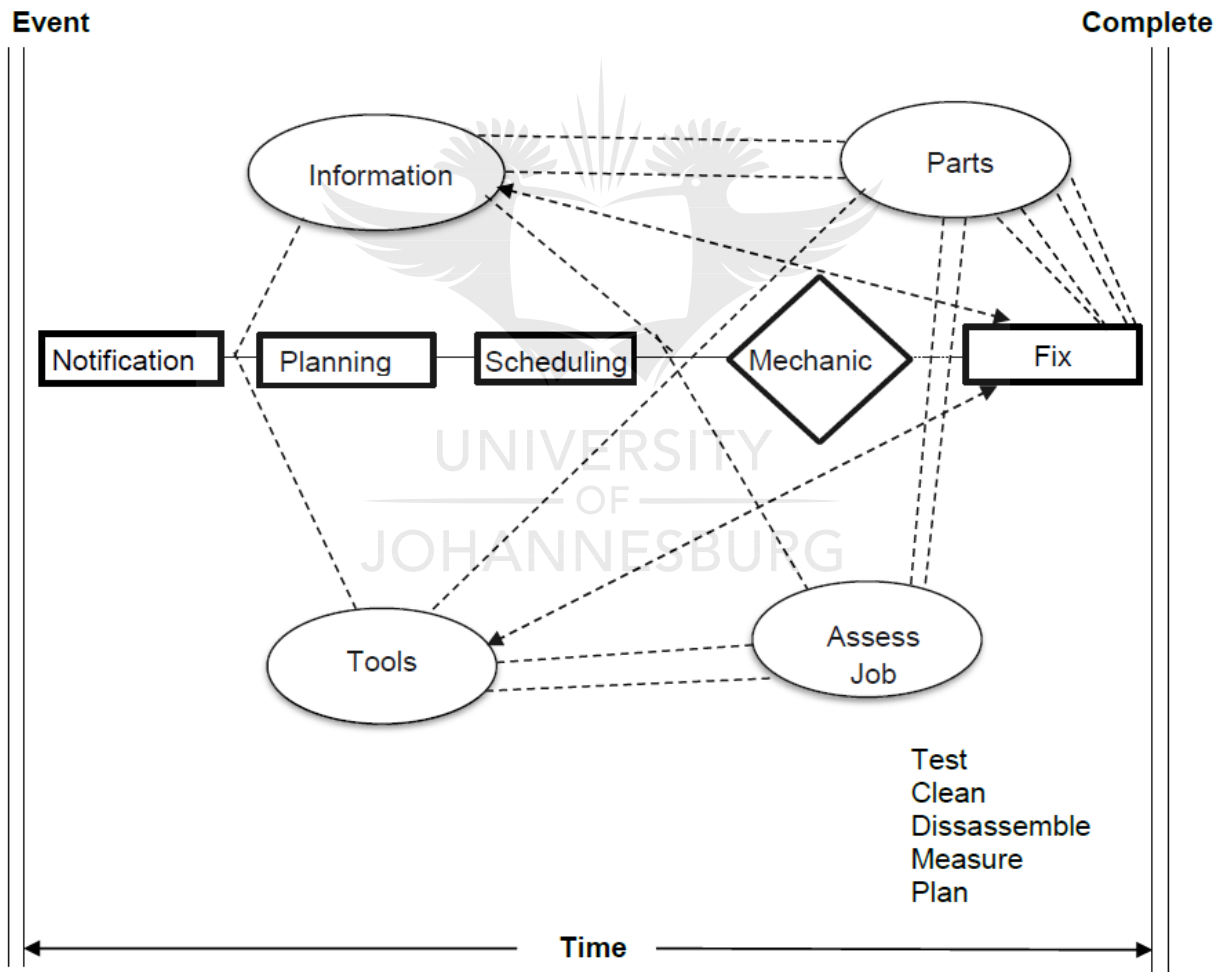 Event
Complete
Information
Parts
Notification
Planning
Scheduling
Mechanic
Fix
UNIVERSITY
OF
JOHANNESBURG
Tools
Assess
Job
Test
Clean
Dissassemble
Measure
Plan
Time